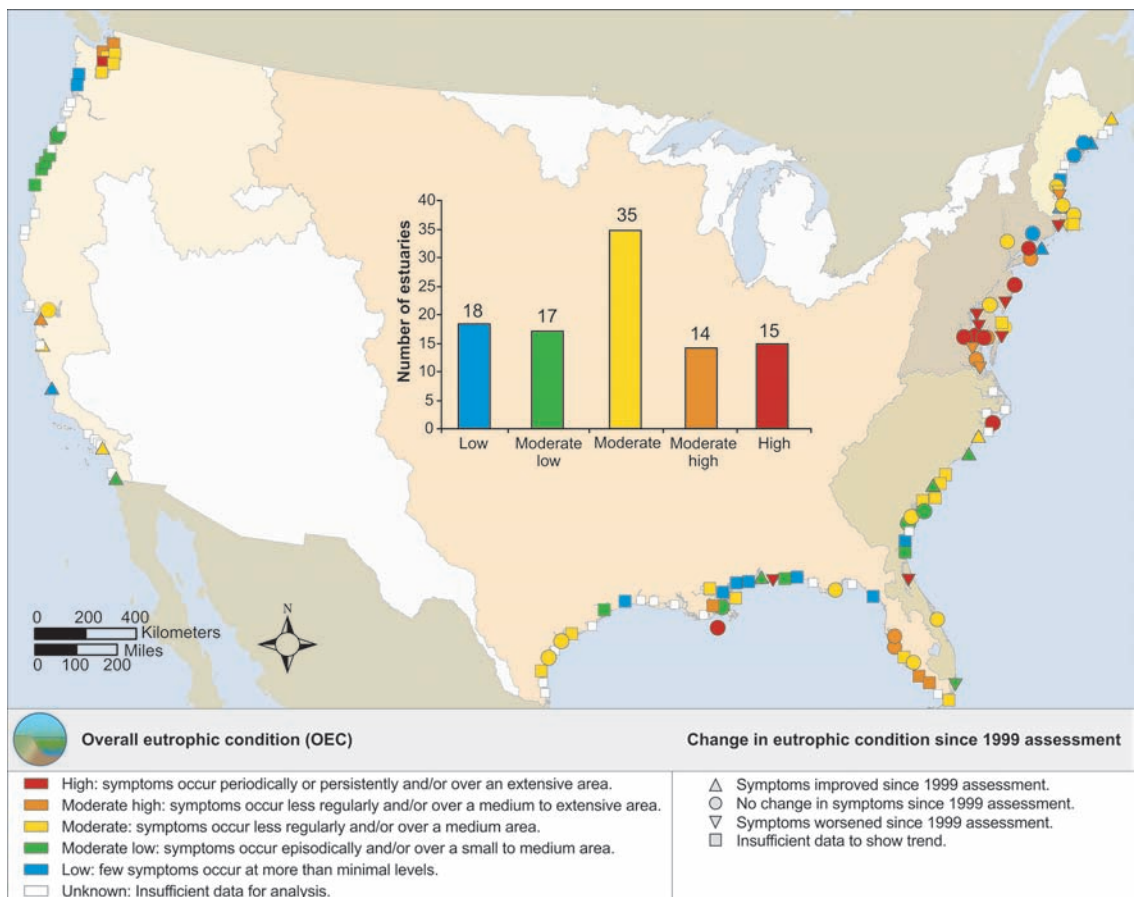 40
35
30
25
20
15
10
5
0
Number of estuaries
18
17
35
14
15
Low
Moderate low
Moderate
Moderate high
High
N
0 200 400
Kilometers
Miles
0 100 200
Overall eutrophic condition (OEC)
High: symptoms occur periodically or persistently and/or over an extensive area.
Moderate high: symptoms occur less regularly and/or over a medium to extensive area.
Moderate: symptoms occur less regularly and/or over a medium area.
Moderate low: symptoms occur episodically and/or over a small to medium area.
Low: few symptoms occur at more than minimal levels.
Unknown: Insufficient data for analysis.
Change in eutrophic condition since 1999 assessment
Symptoms improved since 1999 assessment.
No change in symptoms since 1999 assessment.
Symptoms worsened since 1999 assessment.
Insufficient data to show trend.